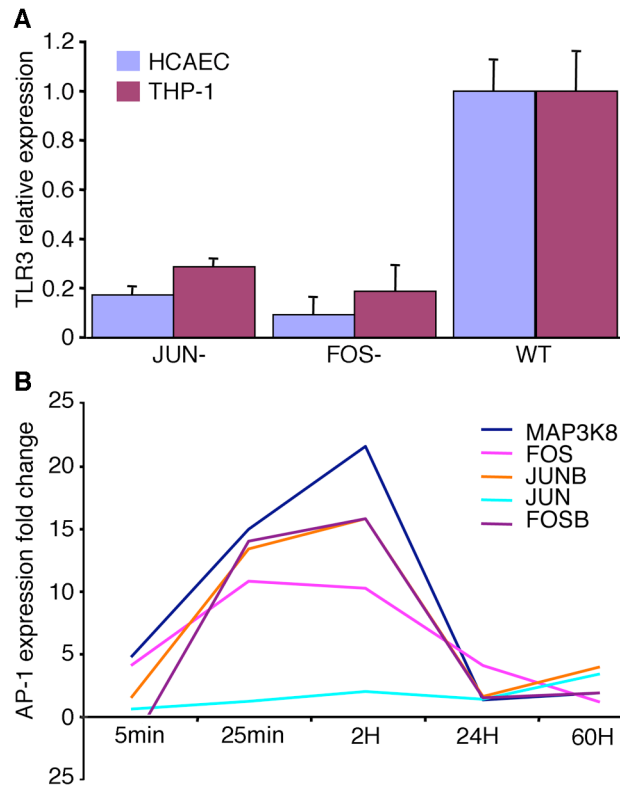 A
TLR3 relative expression
1.2
1.0
0.8
0.6
0.4
0.2
0
HCAEC
THP-1
JUN- FOS- WT
B
AP-1 expression fold change
25
20
15
10
5
0
25
MAP3K8
FOS
JUNB
JUN
FOSB
5min 25min 2H 24H 60H